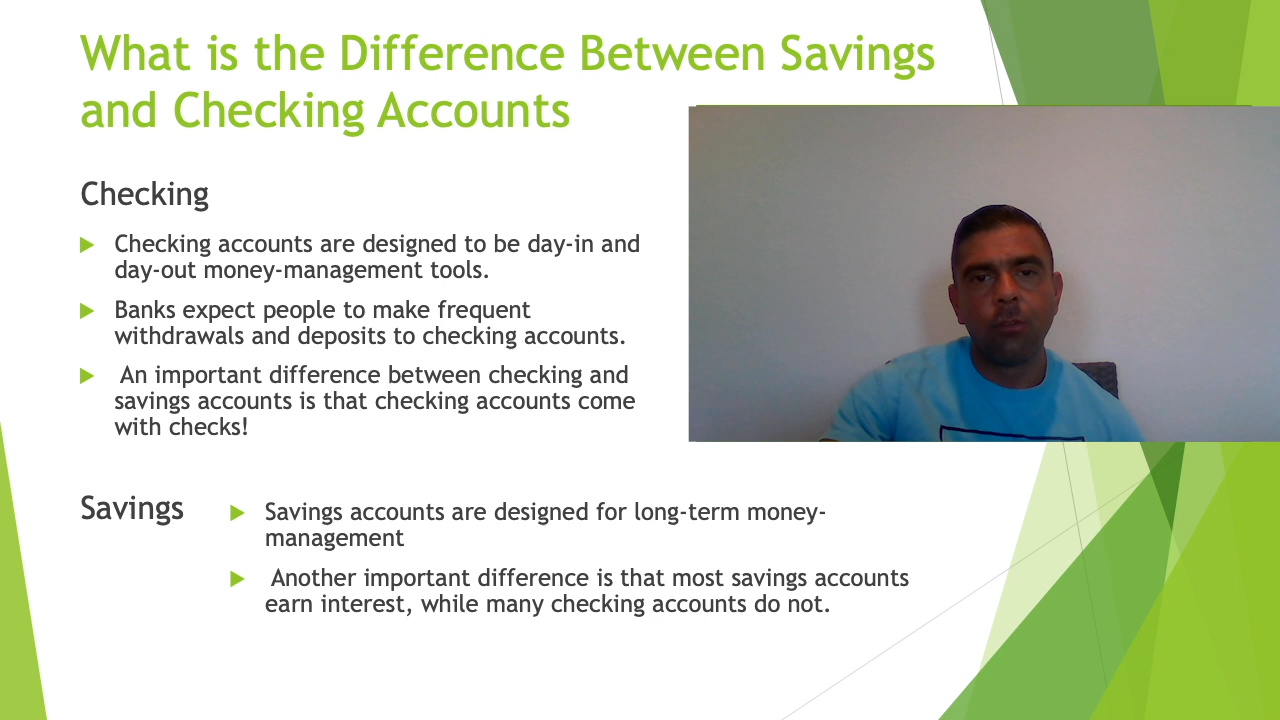 What is the Difference Between Savings
and Checking Accounts
Checking
Checking accounts are designed to be day-in and
day-out money-management tools.
Banks expect people to make frequent
withdrawals and deposits to checking accounts.
An important difference between checking and
savings accounts is that checking accounts come
with checks!
Savings
Savings accounts are designed for long-term money-
management
Another important difference is that most savings accounts
earn interest, while many checking accounts do not.